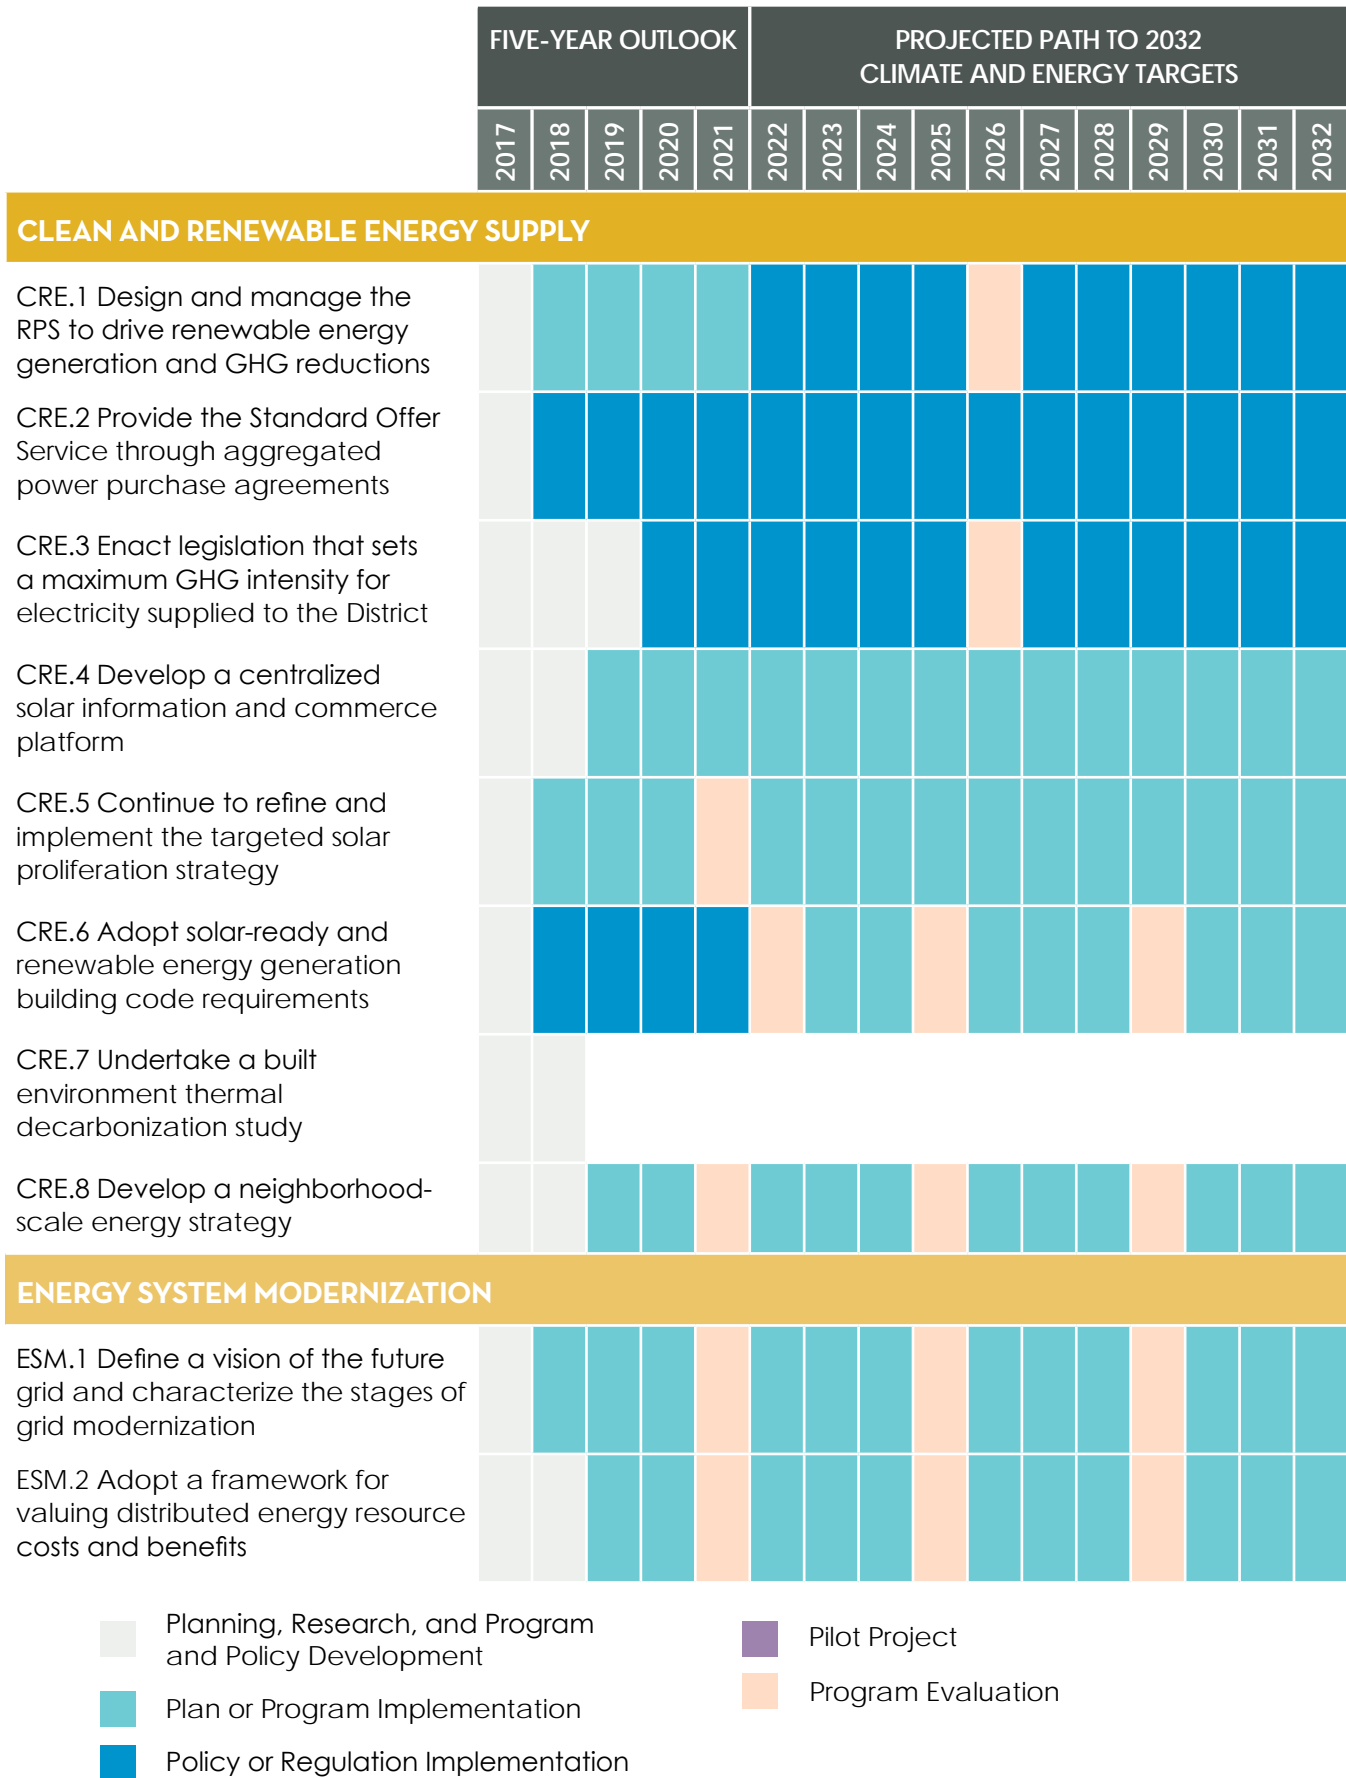 FIVE-YEAR OUTLOOK
PROJECTED PATH TO 2032
CLIMATE AND ENERGY TARGETS
2017 2018 2019 2020 2021 2022 2023 2024 2025 2026 2027 2028 2029 2030 2031 2032
CLEAN AND RENEWABLE ENERGY SUPPLY
CRE.1 Design and manage the
RPS to drive renewable energy
generation and GHG reductions
CRE.2 Provide the Standard Offer
Service through aggregated
power purchase agreements
CRE.3 Enact legislation that sets
a maximum GHG intensity for
electricity supplied to the District
CRE.4 Develop a centralized
solar information and commerce
platform
CRE.5 Continue to refine and
implement the targeted solar
proliferation strategy
CRE.6 Adopt solar-ready and
renewable energy generation
building code requirements
CRE.7 Undertake a built
environment thermal
decarbonization study
CRE.8 Develop a neighborhood-
scale energy strategy
ENERGY SYSTEM MODERNIZATION
ESM.1 Define a vision of the future
grid and characterize the stages of
grid modernization
ESM.2 Adopt a framework for
valuing distributed energy resource
costs and benefits
Planning, Research, and Program
and Policy Development
Plan or Program Implementation
Policy or Regulation Implementation
Pilot Project
Program Evaluation